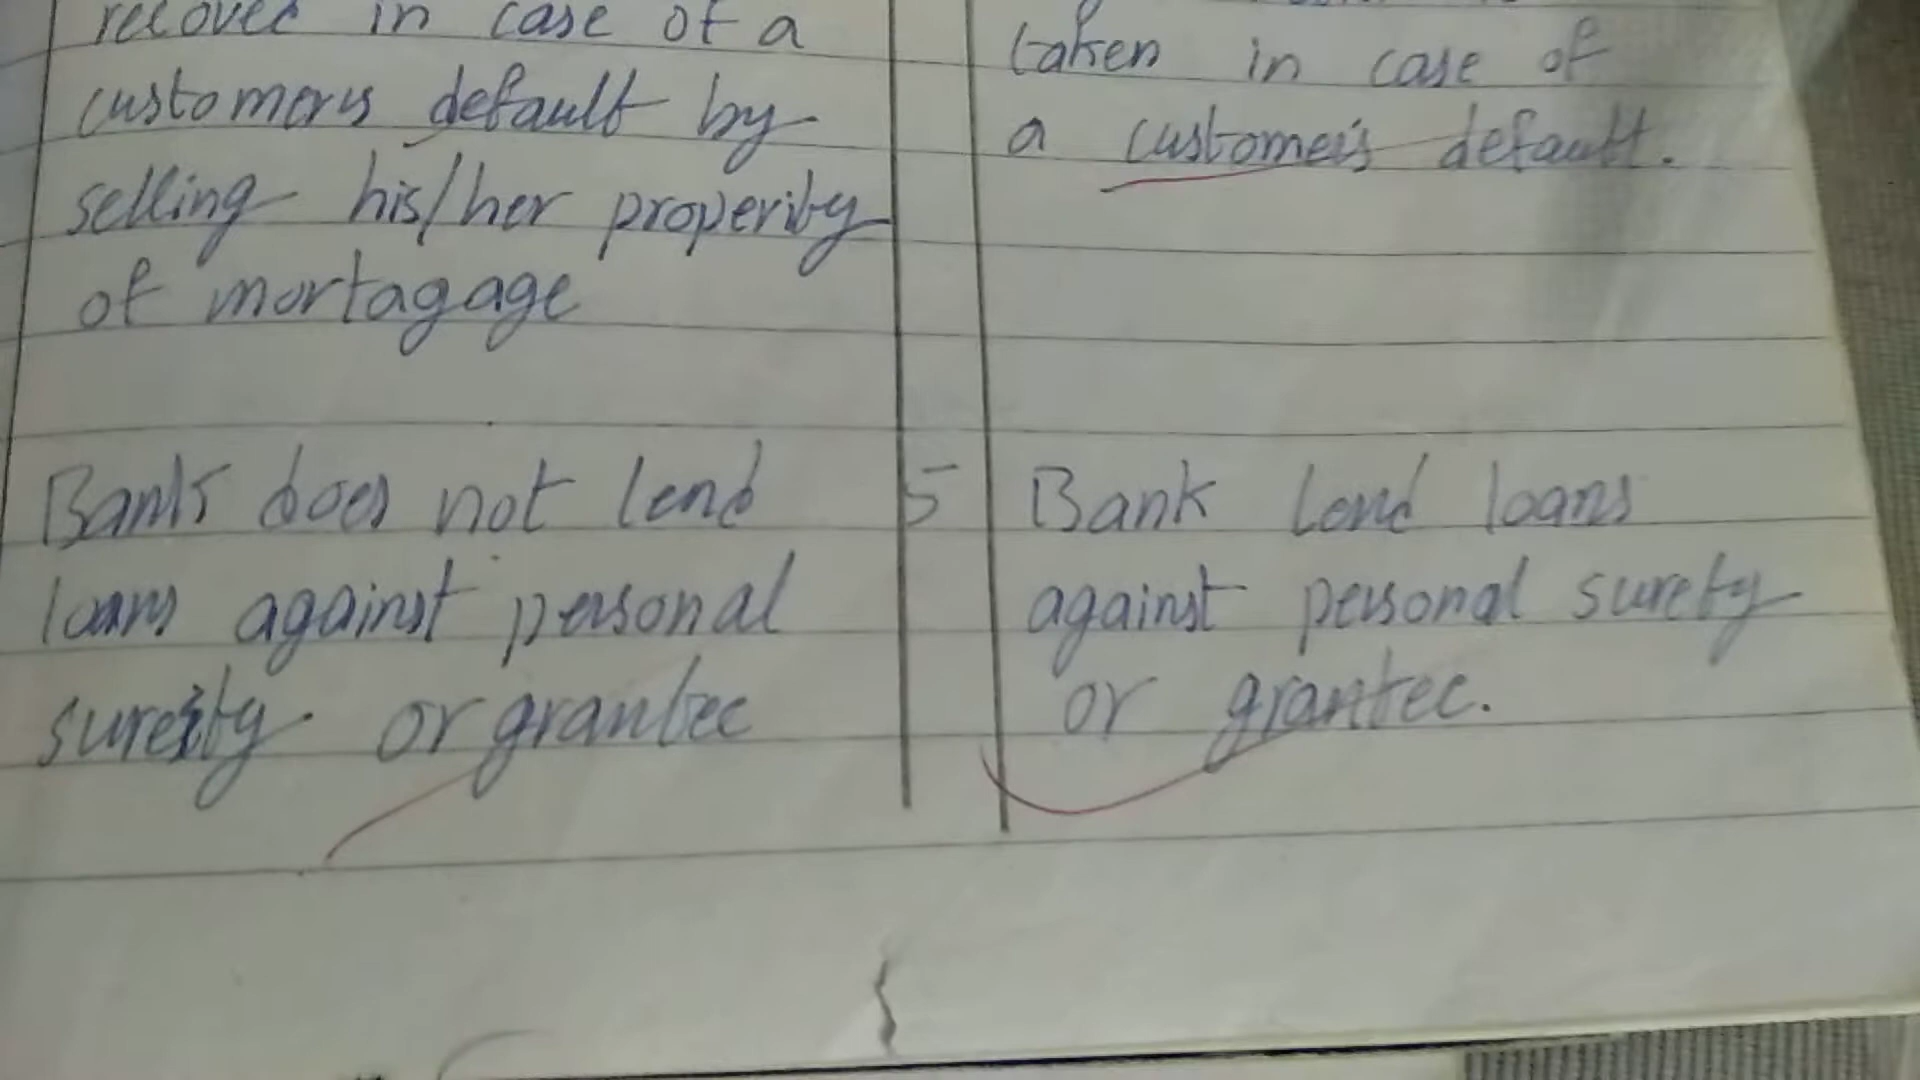 in case of a
customers default by
selling his/her properity
of mortagage
Bank does not lend
loans against personal
surety or grantee
taken in case of
a customer's default.
5 Bank lend loans
against personal surety
or grantee.